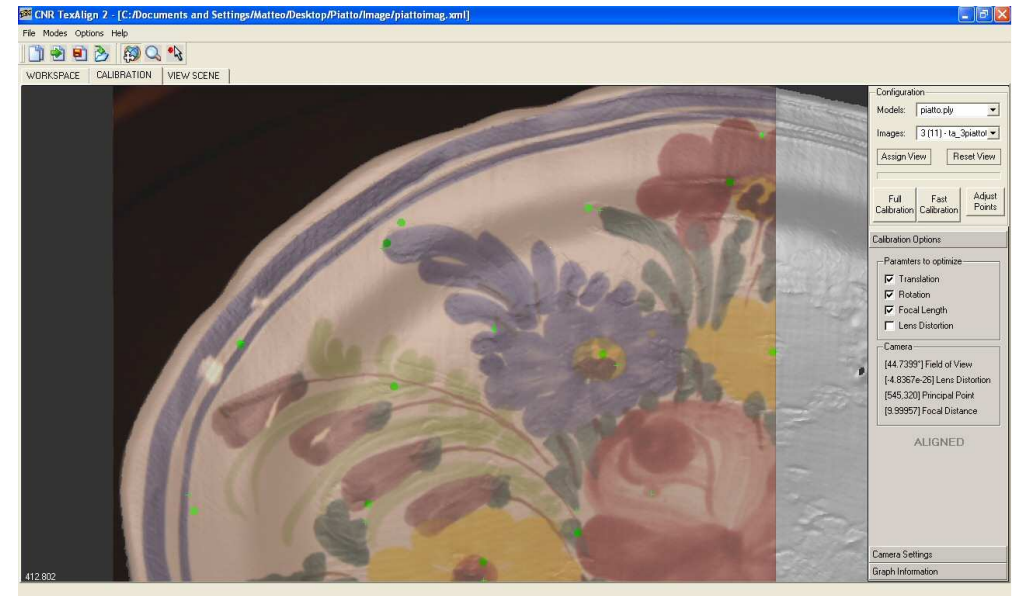 CNR TexAlign 2 - [C:/Documents and Settings/Matteo/Desktop/Piatto/Image/piattoimag.xml]
File Modes Options Help
WORKSPACE CALIBRATION VIEW SCENE
Configuration
Models: piatto.ply
Images: 3 (11) - ta_3piattol
Assign View Reset View
Full Calibration Fast Calibration Adjust Points
Calibration Options
Paramters to optimize
Translation
Rotation
Focal Length
Lens Distortion
Camera
[44.7399°] Field of View
[-4.8367e-26] Lens Distortion
[545.320] Principal Point
[9.99957] Focal Distance
ALIGNED
Camera Settings
Graph Information
412.802